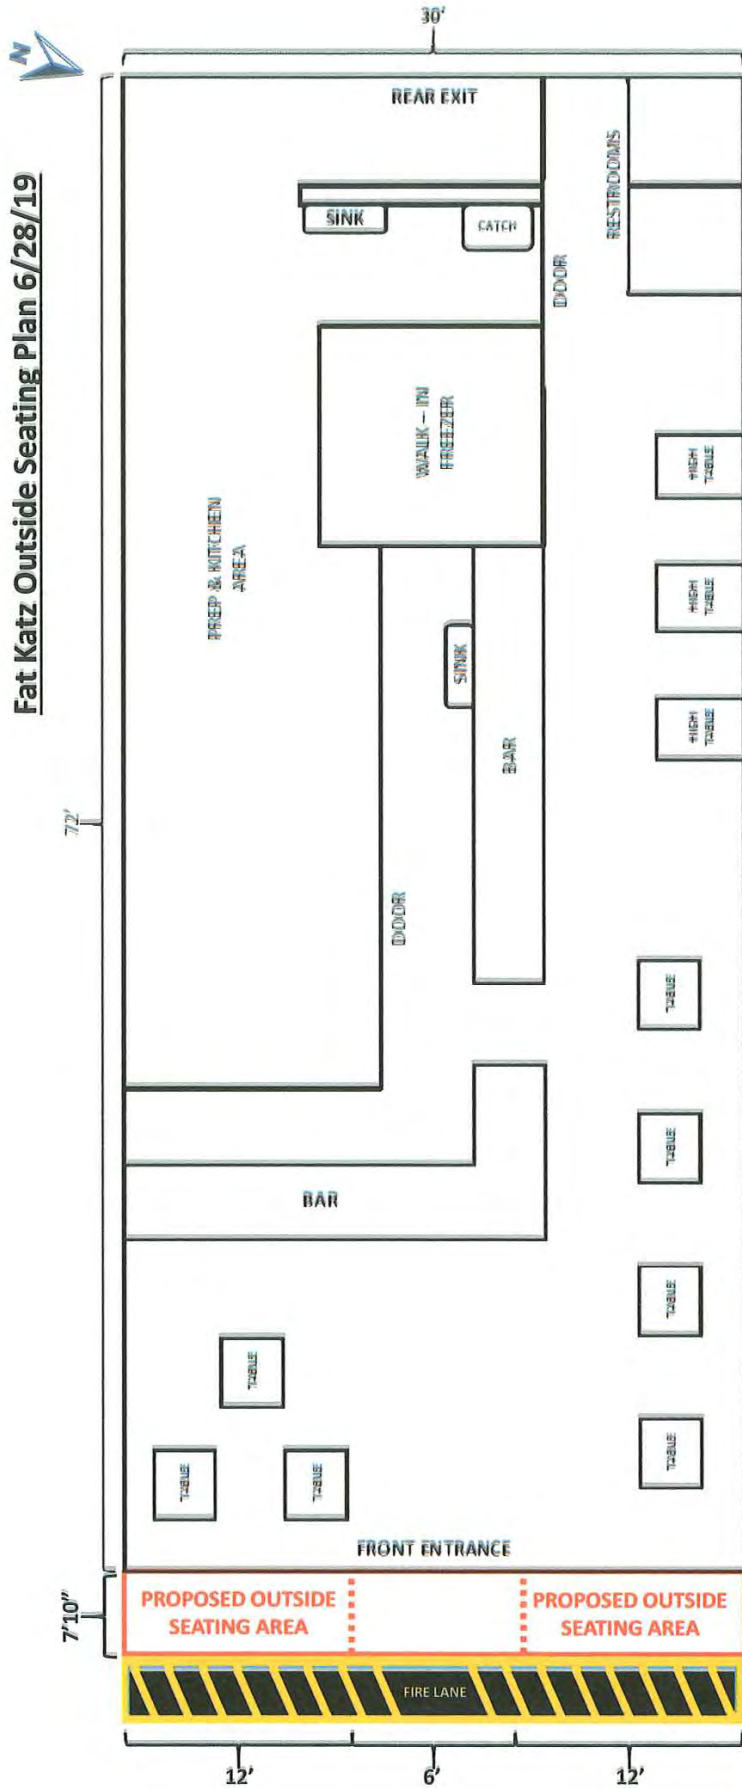 30'
N
Fat Katz Outside Seating Plan 6/28/19
REAR EXIT
RESTROOMS
SINK
CATCH
DOOR
WALK – IN
FREEZER
HIGH
TABLE
PREP & KITCHEN
AREA
HIGH
TABLE
SINK
HIGH
TABLE
BAR
72'
DOOR
TABLE
TABLE
BAR
TABLE
TABLE
TABLE
TABLE
TABLE
FRONT ENTRANCE
7'10"
PROPOSED OUTSIDE
SEATING AREA
PROPOSED OUTSIDE
SEATING AREA
FIRE LANE
12'
6'
12'